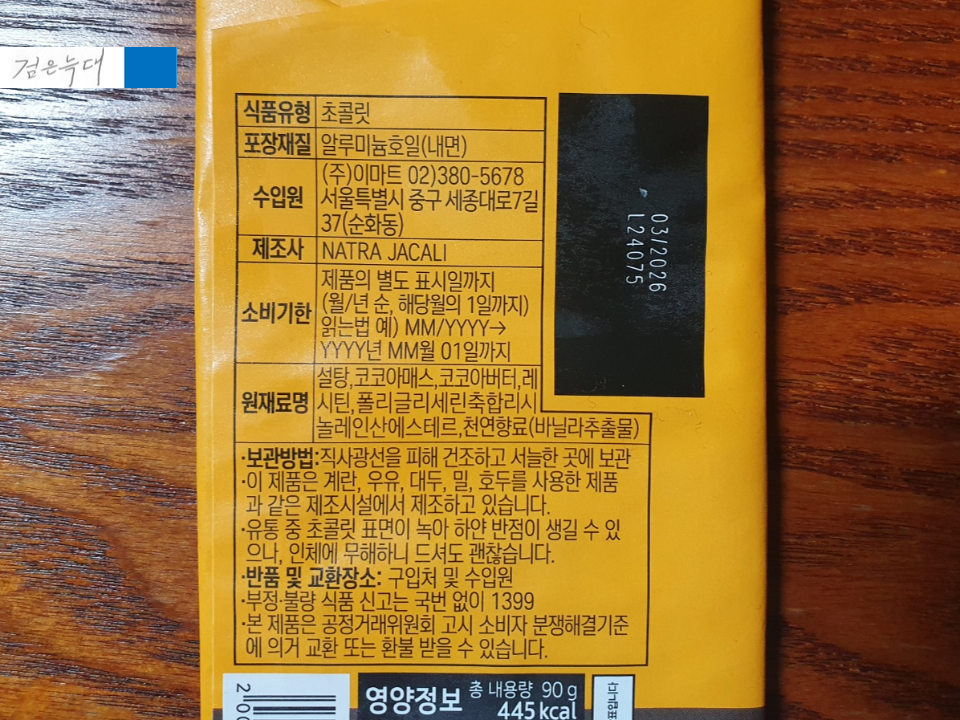 검은늑대
식품유형 초콜릿
포장재질 알루미늄호일(내면)
수입원 (주)이마트 02)380-5678
서울특별시 중구 세종대로7길
37(순화동)
제조사 NATRA JACALI
소비기한 제품의 별도 표시일까지
(월/년 순, 해당월의 1일까지)
읽는법 예) MM/YYYY→
YYYY년 MM월 01일까지
원재료명 설탕,코코아매스,코코아버터,레
시틴,폴리글리세린축합리시
놀레인산에스테르,천연향료(바닐라추출물)
03/2026
L24075
·보관방법:직사광선을 피해 건조하고 서늘한 곳에 보관
·이 제품은 계란, 우유, 대두, 밀, 호두를 사용한 제품
과 같은 제조시설에서 제조하고 있습니다.
·유통 중 초콜릿 표면이 녹아 하얀 반점이 생길 수 있
으나, 인체에 무해하니 드셔도 괜찮습니다.
·반품 및 교환장소: 구입처 및 수입원
·부정·불량 식품 신고는 국번 없이 1399
·본 제품은 공정거래위원회 고시 소비자 분쟁해결기준
에 의거 교환 또는 환불 받을 수 있습니다.
영양정보 총 내용량 90 g
445 kcal